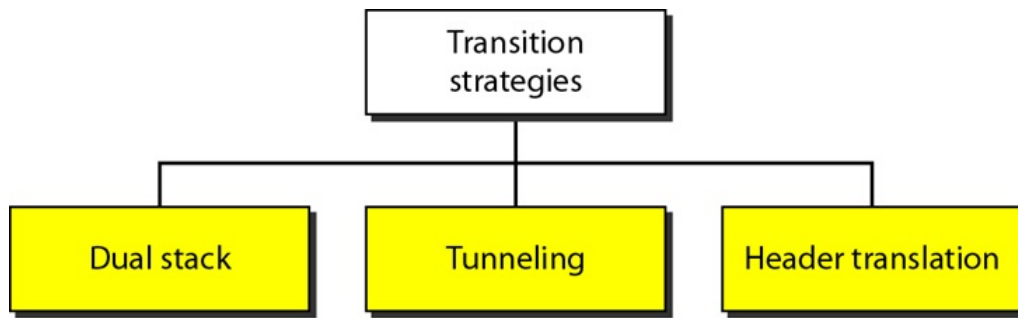 Transition
strategies
Dual stack
Tunneling
Header translation